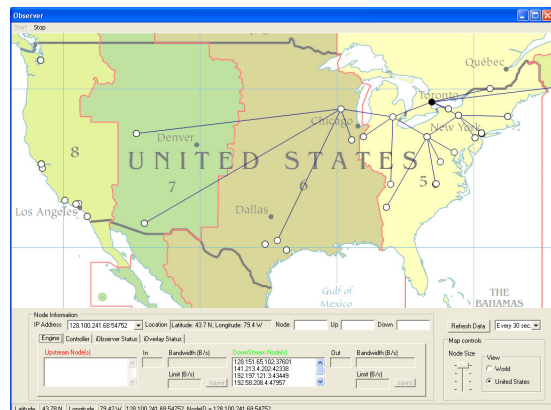 Observer
Start Stop
Québec
Toronto
Chicago
New York
Denver
UNITED STATES
8
7
6
5
Los Angeles
Dallas
Gulf of
Mexico
THE
BAHAMAS
Node Information
IP Address 128.100.241.68:54752 Location Latitude: 43.7 N, Longitude: 79.4 W Node Up Down
Engine Controller iObserver Status iOverlay Status
Upstream Node(s) In Bandwidth (B/s) DownStream Node(s) Out Bandwidth (B/s)
128.151.65.102:37601
141.213.4.202:42338
192.197.121.3:43449
192.58.208.4:47957
Limit (B/s) Submit Limit (B/s) Submit
Refresh Data Every 30 sec.
Map controls
Node Size
View
World
United States
Latitude 43.78 N Longitude 79.42 W 128.100.241.68:54752 NodeID = 128.100.241.68:54752